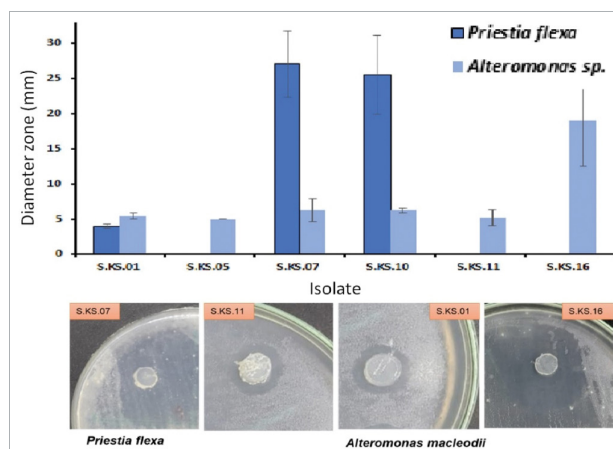 Priestia flexa
Alteromonas sp.
Diameter zone (mm)
30
25
20
15
10
5
0
S.KS.01 S.KS.05 S.KS.07 S.KS.10 S.KS.11 S.KS.16
Isolate
S.KS.07 S.KS.11 S.KS.01 S.KS.16
Priestia flexa Alteromonas macleodii